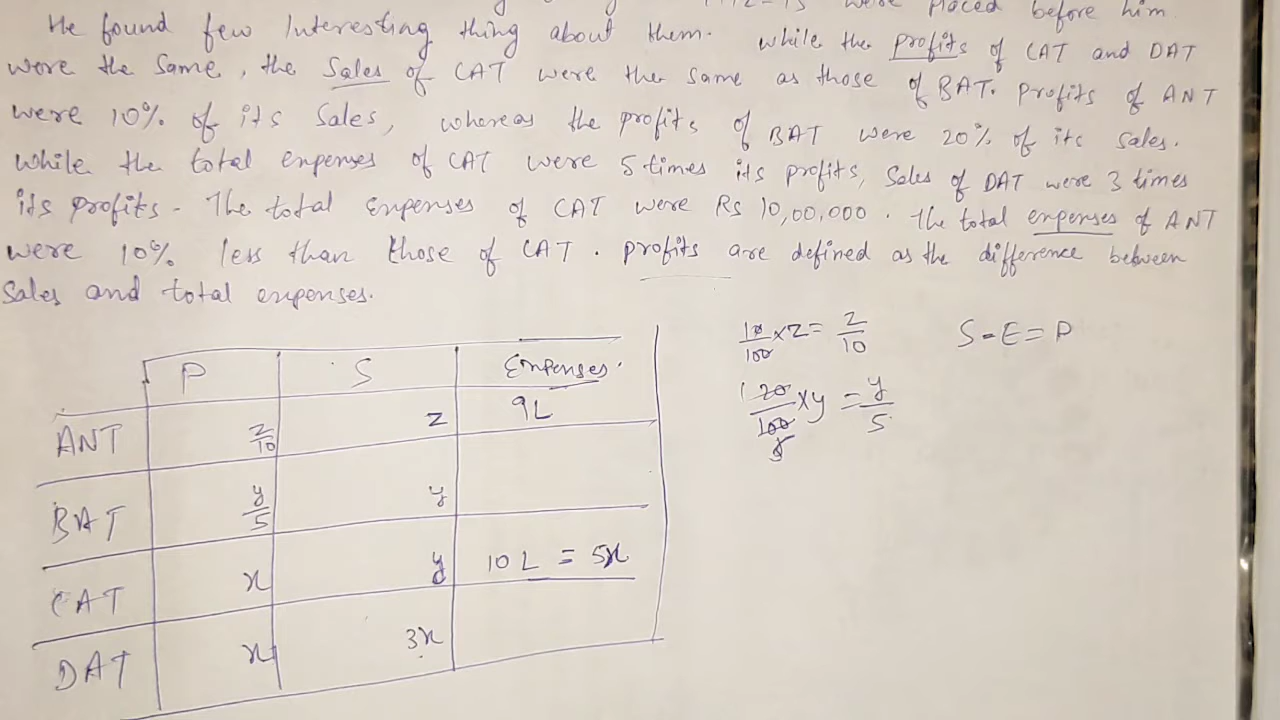 were placed before him
He found few Interesting thing about them. While the profits of CAT and DAT
were the same, the sales of CAT were the same as those of BAT. Profits of ANT
were 10% of its sales, whereas the profits of BAT were 20% of its sales.
While the total expenses of CAT were 5 times its profits, Sales of DAT were 3 times
its profits. The total expenses of CAT were Rs 10,00,000. The total expenses of ANT
were 10% less than those of CAT. profits are defined as the difference between
Sales and total expenses.
10/100 x z = z/10 S - E = P
P S Expenses.
20/100 x y = y/5
ANT z/10 z 9L
BAT y/5 y
CAT x y 10 L = 5x
DAT x 3x